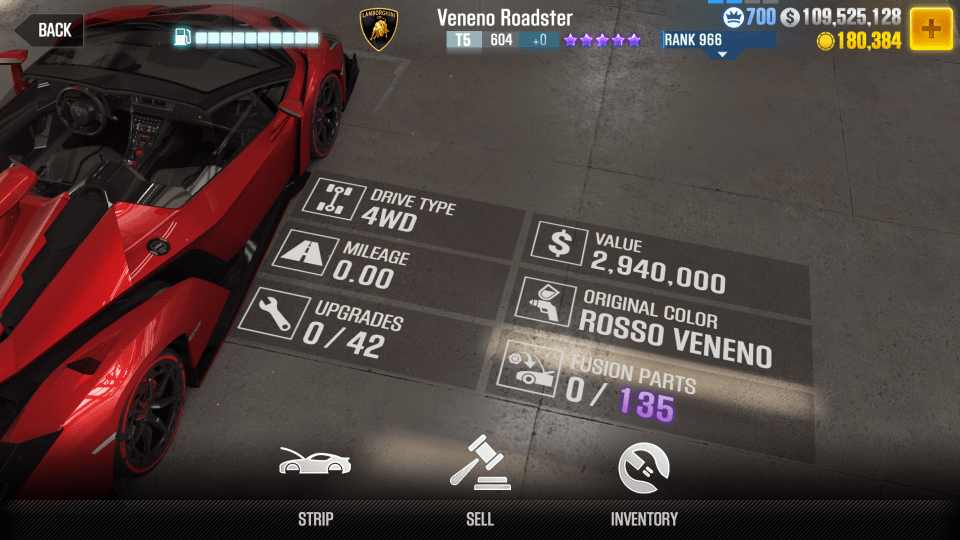 BACK
LAMBORGHINI
Veneno Roadster
T5 604 +0
RANK 966
700 $ 109,525,128
180,384
DRIVE TYPE
4WD
MILEAGE
0.00
UPGRADES
0 / 42
$ VALUE
2,940,000
ORIGINAL COLOR
ROSSO VENENO
FUSION PARTS
0 / 135
STRIP
SELL
INVENTORY